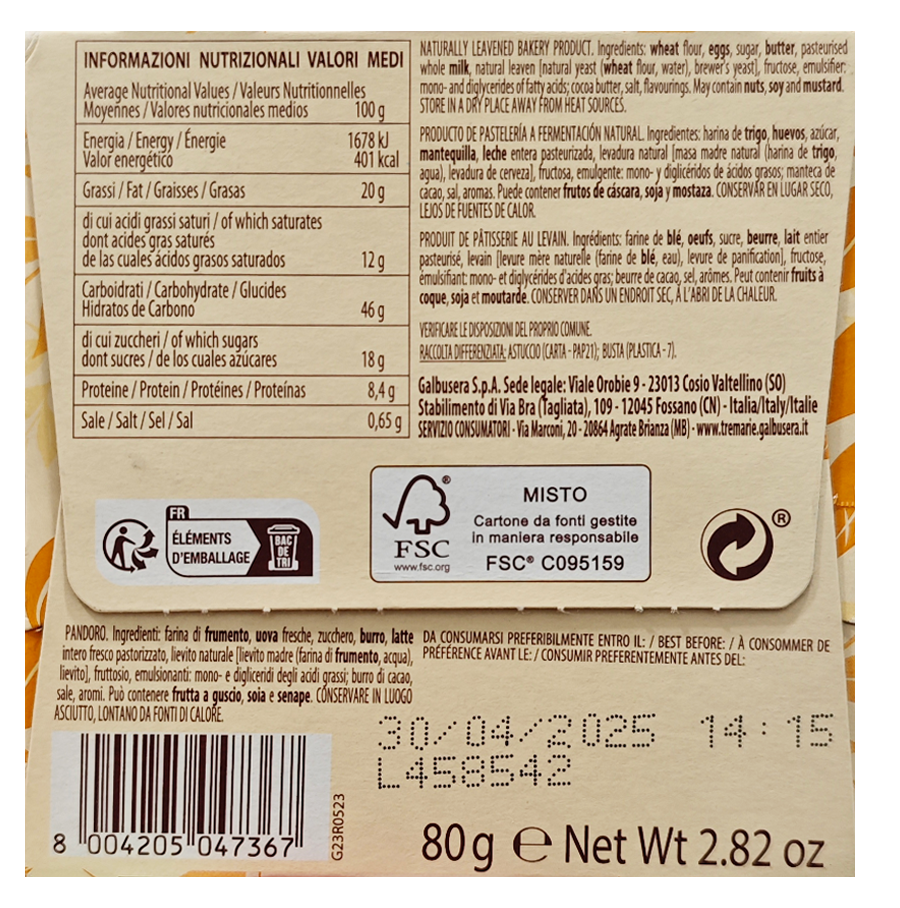 INFORMAZIONI NUTRIZIONALI VALORI MEDI
Average Nutritional Values / Valeurs Nutritionnelles
Moyennes / Valores nutricionales medios 100 g
Energia / Energy / Énergie 1678 kJ
Valor energético 401 kcal
Grassi / Fat / Graisses / Grasas 20 g
di cui acidi grassi saturi / of which saturates
dont acides gras saturés
de las cuales ácidos grasos saturados 12 g
Carboidrati / Carbohydrate / Glucides
Hidratos de Carbono 46 g
di cui zuccheri / of which sugars
dont sucres / de los cuales azúcares 18 g
Proteine / Protein / Protéines / Proteínas 8,4 g
Sale / Salt / Sel / Sal 0,65 g
NATURALLY LEAVENED BAKERY PRODUCT. Ingredients: wheat flour, eggs, sugar, butter, pasteurised
whole milk, natural leaven [natural yeast (wheat flour, water), brewer's yeast], fructose, emulsifier:
mono- and diglycerides of fatty acids; cocoa butter, salt, flavourings. May contain nuts, soy and mustard.
STORE IN A DRY PLACE AWAY FROM HEAT SOURCES.
PRODUCTO DE PASTELERÍA A FERMENTACIÓN NATURAL. Ingredientes: harina de trigo, huevos, azúcar,
mantequilla, leche entera pasteurizada, levadura natural [masa madre natural (harina de trigo,
agua), levadura de cerveza], fructosa, emulgente: mono- y diglicéridos de ácidos grasos; manteca de
cacao, sal, aromas. Puede contener frutos de cáscara, soja y mostaza. CONSERVAR EN LUGAR SECO,
LEJOS DE FUENTES DE CALOR.
PRODUIT DE PÂTISSERIE AU LEVAIN. Ingrédients: farine de blé, oeufs, sucre, beurre, lait entier
pasteurisé, levain [levure mère naturelle (farine de blé, eau), levure de panification], fructose,
émulsifiant: mono- et diglycérides d'acides gras; beurre de cacao, sel, arômes. Peut contenir fruits à
coque, soja et moutarde. CONSERVER DANS UN ENDROIT SEC, À L'ABRI DE LA CHALEUR.
VERIFICARE LE DISPOSIZIONI DEL PROPRIO COMUNE.
RACCOLTA DIFFERENZIATA: ASTUCCIO (CARTA - PAP21); BUSTA (PLASTICA - 7).
Galbusera S.p.A. Sede legale: Viale Orobie 9 - 23013 Cosio Valtellino (SO)
Stabilimento di Via Bra (Tagliata), 109 - 12045 Fossano (CN) - Italia/Italy/Italie
SERVIZIO CONSUMATORI - Via Marconi, 20 - 20864 Agrate Brianza (MB) - www.tremarie.galbusera.it
FR
ÉLÉMENTS
D'EMBALLAGE
BAC
DE
TRI
FSC®
www.fsc.org
MISTO
Cartone da fonti gestite
in maniera responsabile
FSC® C095159
®
PANDORO. Ingredienti: farina di frumento, uova fresche, zucchero, burro, latte
intero fresco pastorizzato, lievito naturale [lievito madre (farina di frumento, acqua),
lievito], fruttosio, emulsionanti: mono- e digliceridi degli acidi grassi; burro di cacao,
sale, aromi. Può contenere frutta a guscio, soia e senape. CONSERVARE IN LUOGO
ASCIUTTO, LONTANO DA FONTI DI CALORE.
DA CONSUMARSI PREFERIBILMENTE ENTRO IL: / BEST BEFORE: / À CONSOMMER DE
PRÉFÉRENCE AVANT LE: / CONSUMIR PREFERENTEMENTE ANTES DEL:
30/04/2025 14:15
L458542
8 004205 047367
G23R0523
80 g ℮ Net Wt 2.82 oz